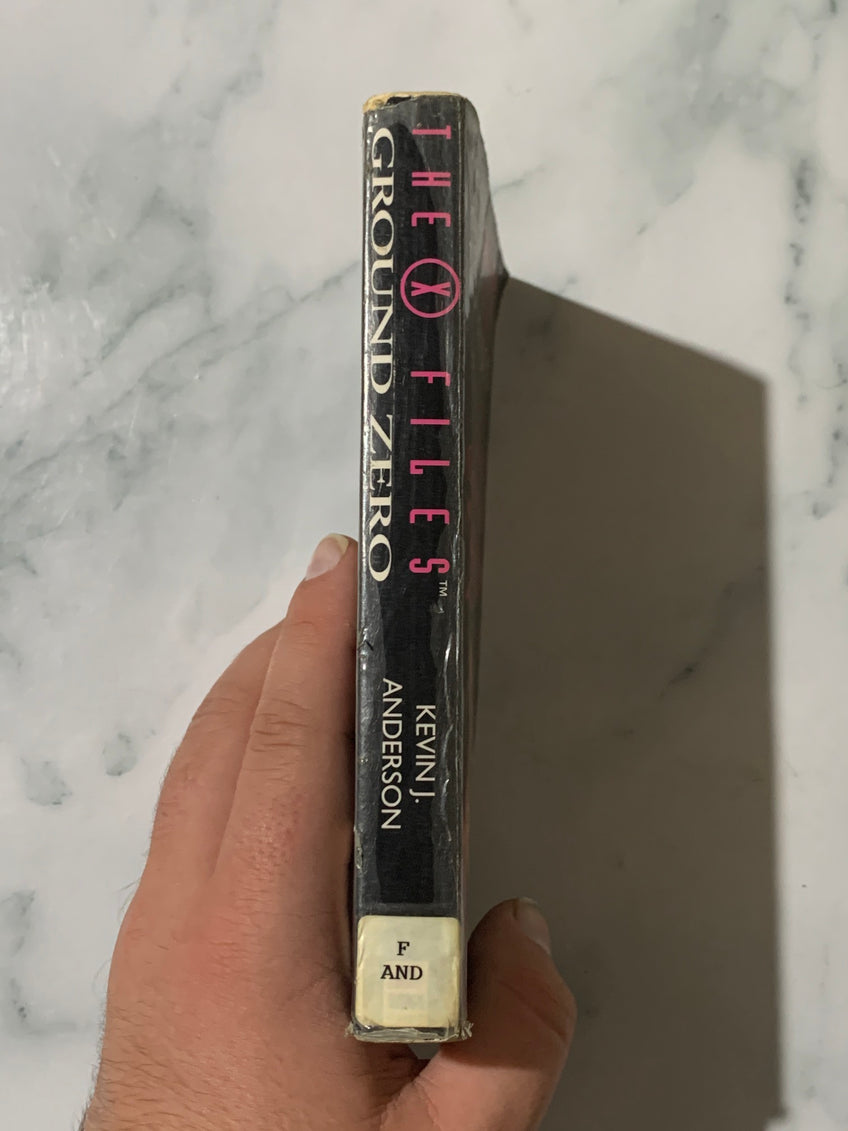 THE X FILES™
GROUND ZERO
KEVIN J.
ANDERSON
F
AND